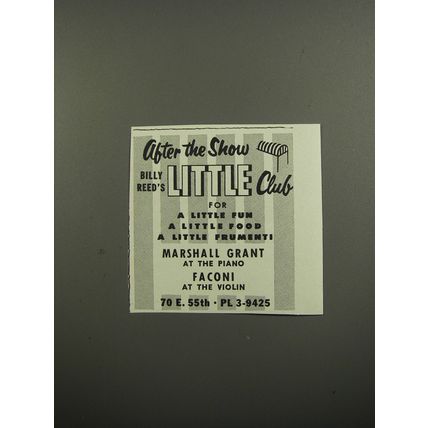 After the Show
BILLY REED'S LITTLE Club
FOR
A LITTLE FUN
A LITTLE FOOD
A LITTLE FRUMENT!
MARSHALL GRANT
AT THE PIANO
FACONI
AT THE VIOLIN
70 E. 55th · PL 3-9425